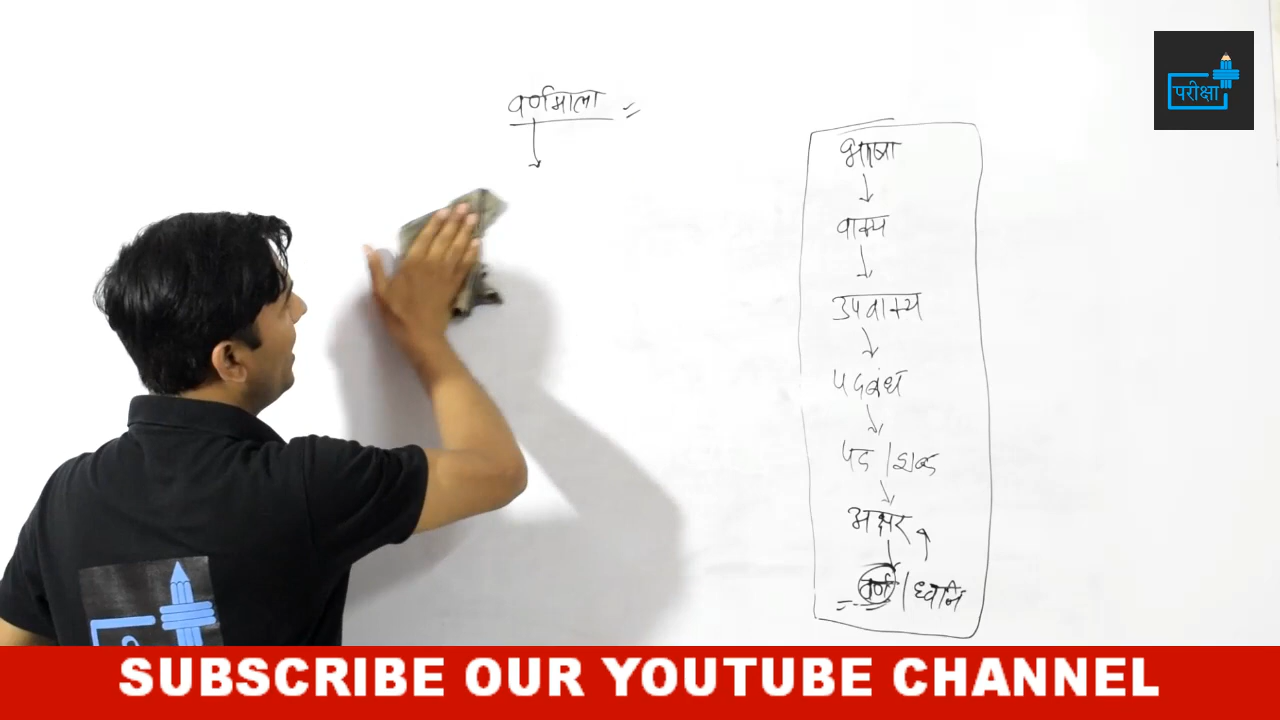 परीक्षा
वर्णमाला
भाषा
वाक्य
उपवाक्य
पदबंध
पद / शब्द
अक्षर
वर्ण / ध्वनि
SUBSCRIBE OUR YOUTUBE CHANNEL